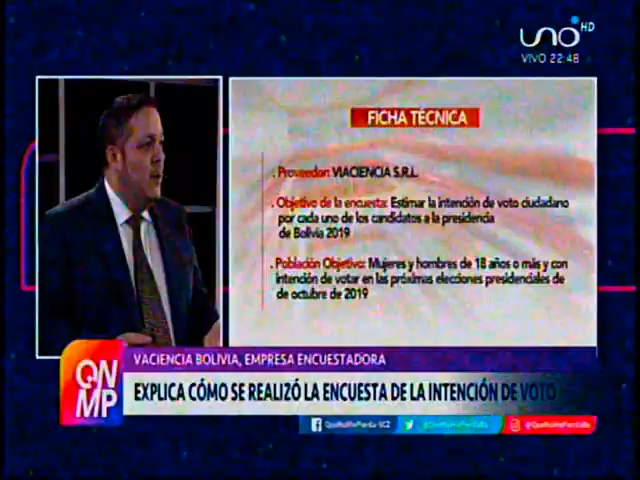 uno HD
VIVO 22:48
FICHA TÉCNICA
. Proveedor: VIACIENCIA S.R.L.
. Objetivo de la encuesta: Estimar la intención de voto ciudadano
por cada uno de los candidatos a la presidencia
de Bolivia 2019
. Población Objetivo: Mujeres y hombres de 18 años o más y con
intención de votar en las próximas elecciones presidenciales de
de octubre de 2019
QN
MP
VACIENCIA BOLIVIA, EMPRESA ENCUESTADORA
EXPLICA CÓMO SE REALIZÓ LA ENCUESTA DE LA INTENCIÓN DE VOTO